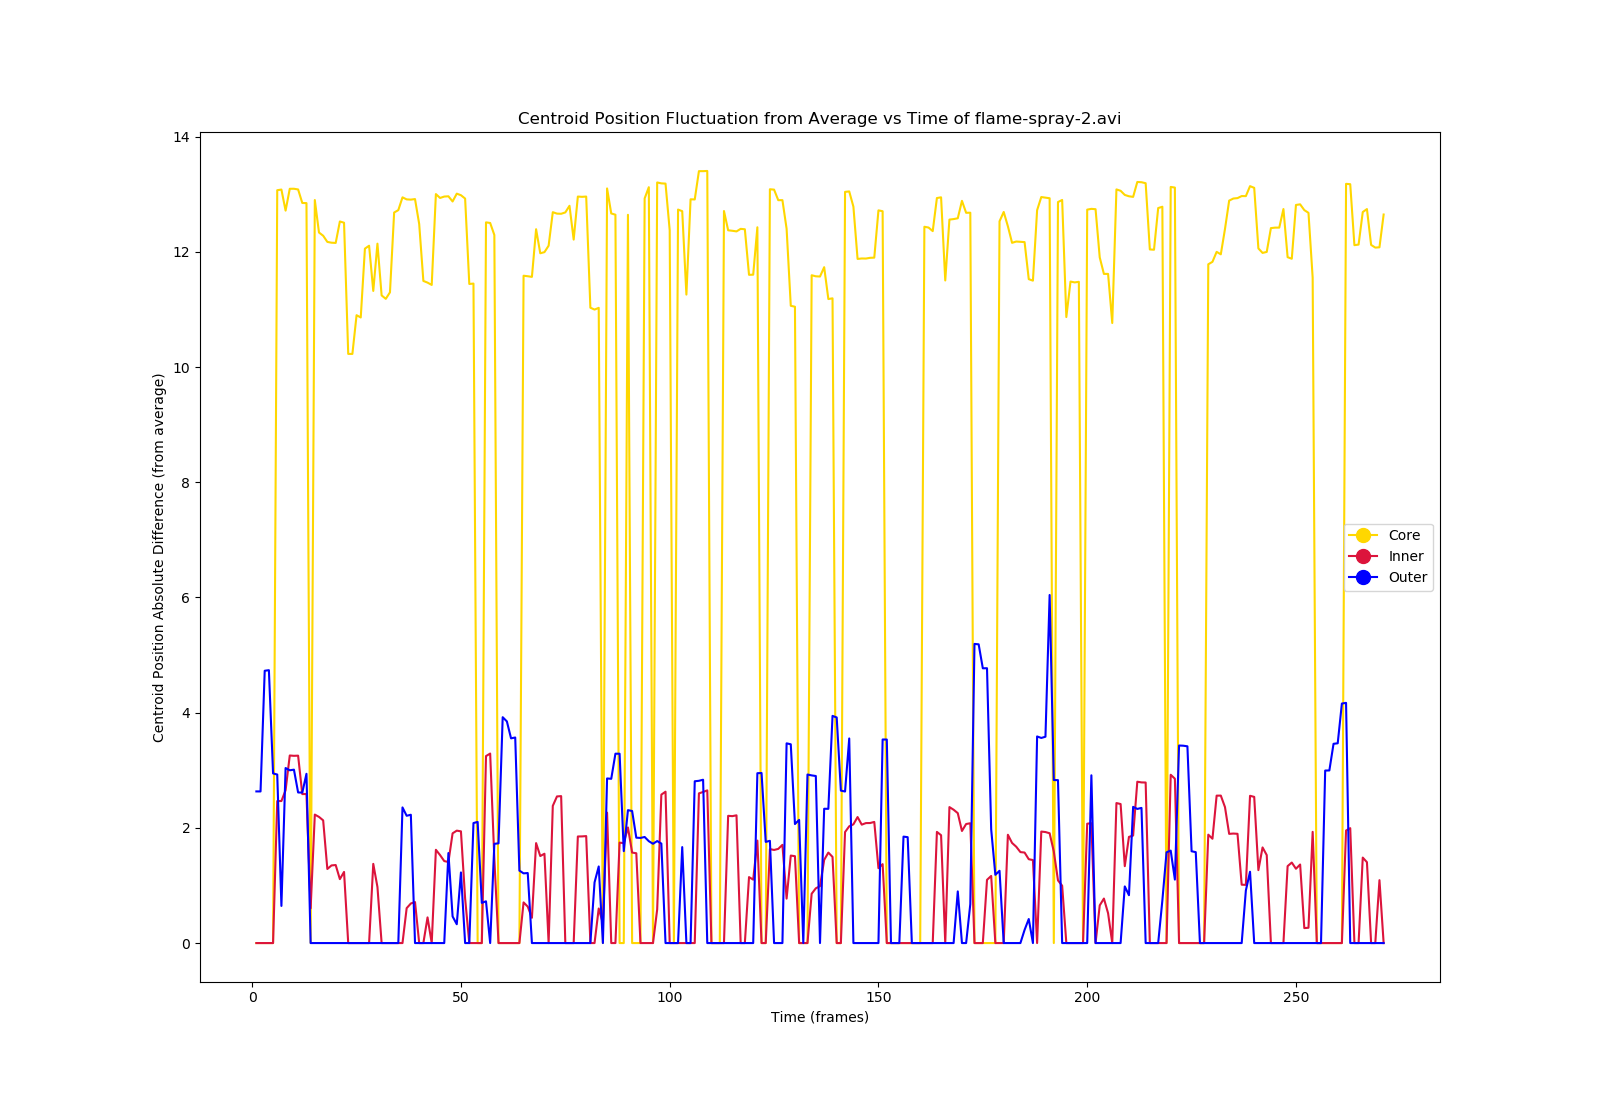 Centroid Position Fluctuation from Average vs Time of flame-spray-2.avi
Centroid Position Absolute Difference (from average)
14
12
10
8
6
4
2
0
Core
Inner
Outer
0 50 100 150 200 250
Time (frames)